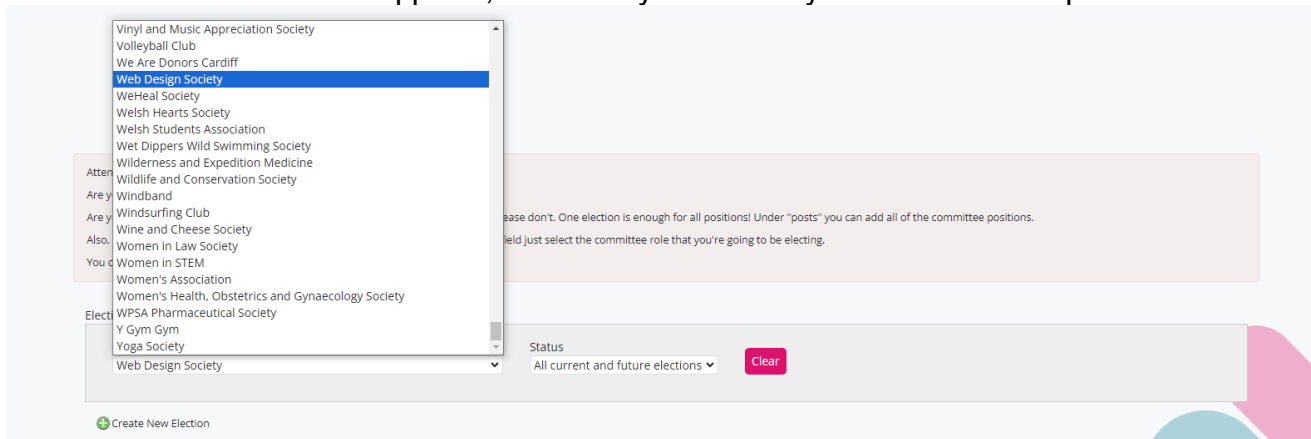 Vinyl and Music Appreciation Society
Volleyball Club
We Are Donors Cardiff
Web Design Society
WeHeal Society
Welsh Hearts Society
Welsh Students Association
Wet Dippers Wild Swimming Society
Wilderness and Expedition Medicine
Wildlife and Conservation Society
Windband
Windsurfing Club
Wine and Cheese Society
Women in Law Society
Women in STEM
Women's Association
Women's Health, Obstetrics and Gynaecology Society
WPSA Pharmaceutical Society
Y Gym Gym
Yoga Society
Are
Are
ease don't. One election is enough for all positions! Under "posts" you can add all of the committee positions.
Also,
ield just select the committee role that you're going to be electing.
Status
Web Design Society
All current and future elections
Clear
Create New Election